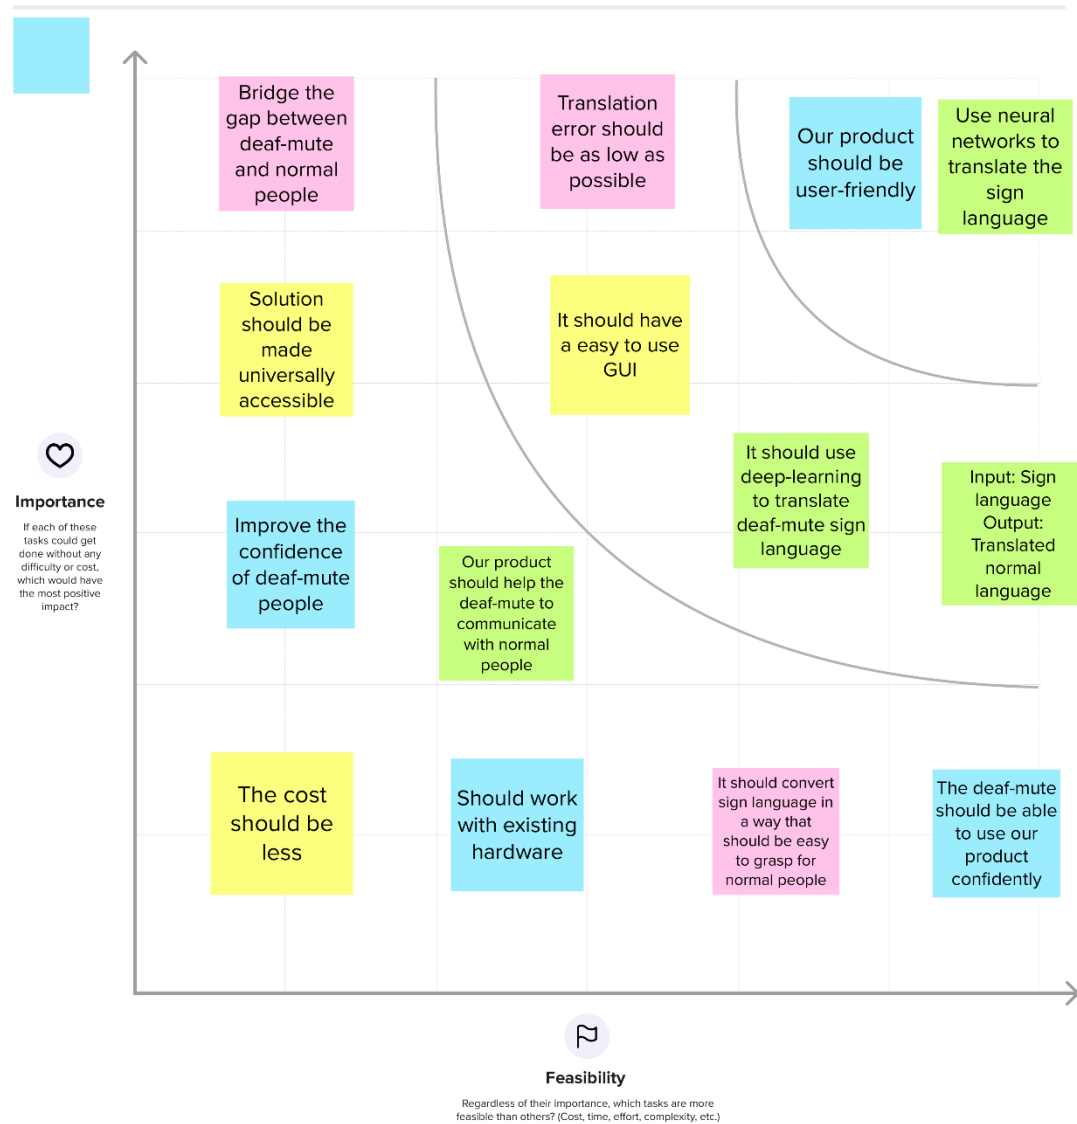 Bridge the
gap between
deaf-mute
and normal
people
Translation
error should
be as low as
possible
Our product
should be
user-friendly
Use neural
networks to
translate the
sign
language
Solution
should be
made
universally
accessible
It should have
a easy to use
GUI
It should use
deep-learning
to translate
deaf-mute sign
language
Input: Sign
language
Output:
Translated
normal
language
Importance
If each of these
tasks could get
done without any
difficulty or cost,
which would have
the most positive
impact?
Improve the
confidence
of deaf-mute
people
Our product
should help the
deaf-mute to
communicate
with normal
people
The cost
should be
less
Should work
with existing
hardware
It should convert
sign language in
a way that
should be easy
to grasp for
normal people
The deaf-mute
should be able
to use our
product
confidently
Feasibility
Regardless of their importance, which tasks are more
feasible than others? (Cost, time, effort, complexity, etc.)